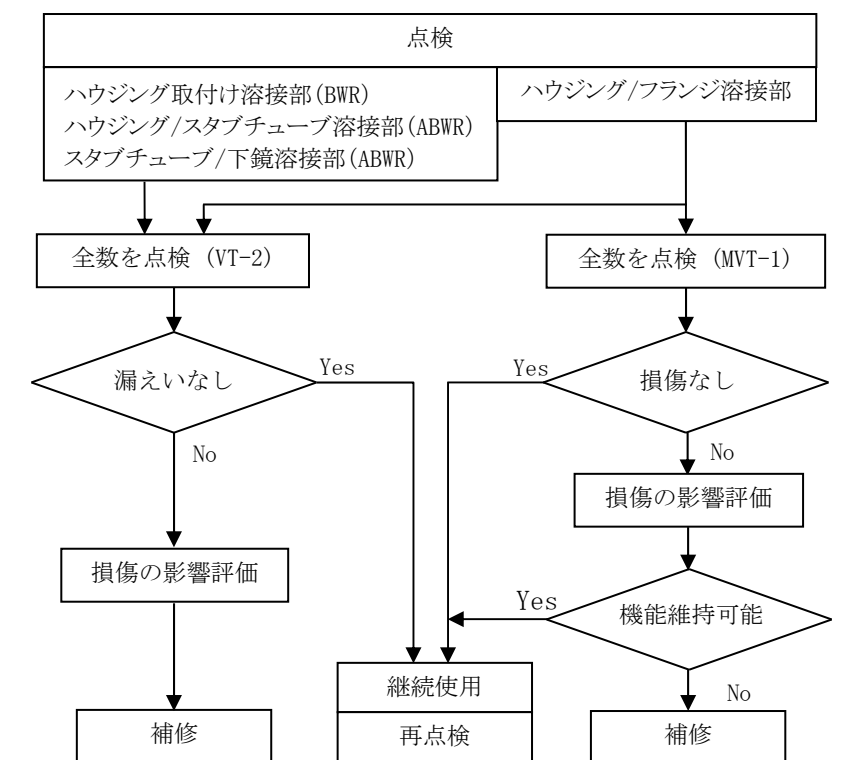 点検
ハウジング取付け溶接部(BWR)
ハウジング/スタブチューブ溶接部(ABWR)
スタブチューブ/下鏡溶接部(ABWR)
ハウジング/フランジ溶接部
全数を点検 (VT-2)
全数を点検 (MVT-1)
漏えいなし
Yes
Yes
損傷なし
No
No
損傷の影響評価
損傷の影響評価
Yes
機能維持可能
継続使用
No
補修
再点検
補修